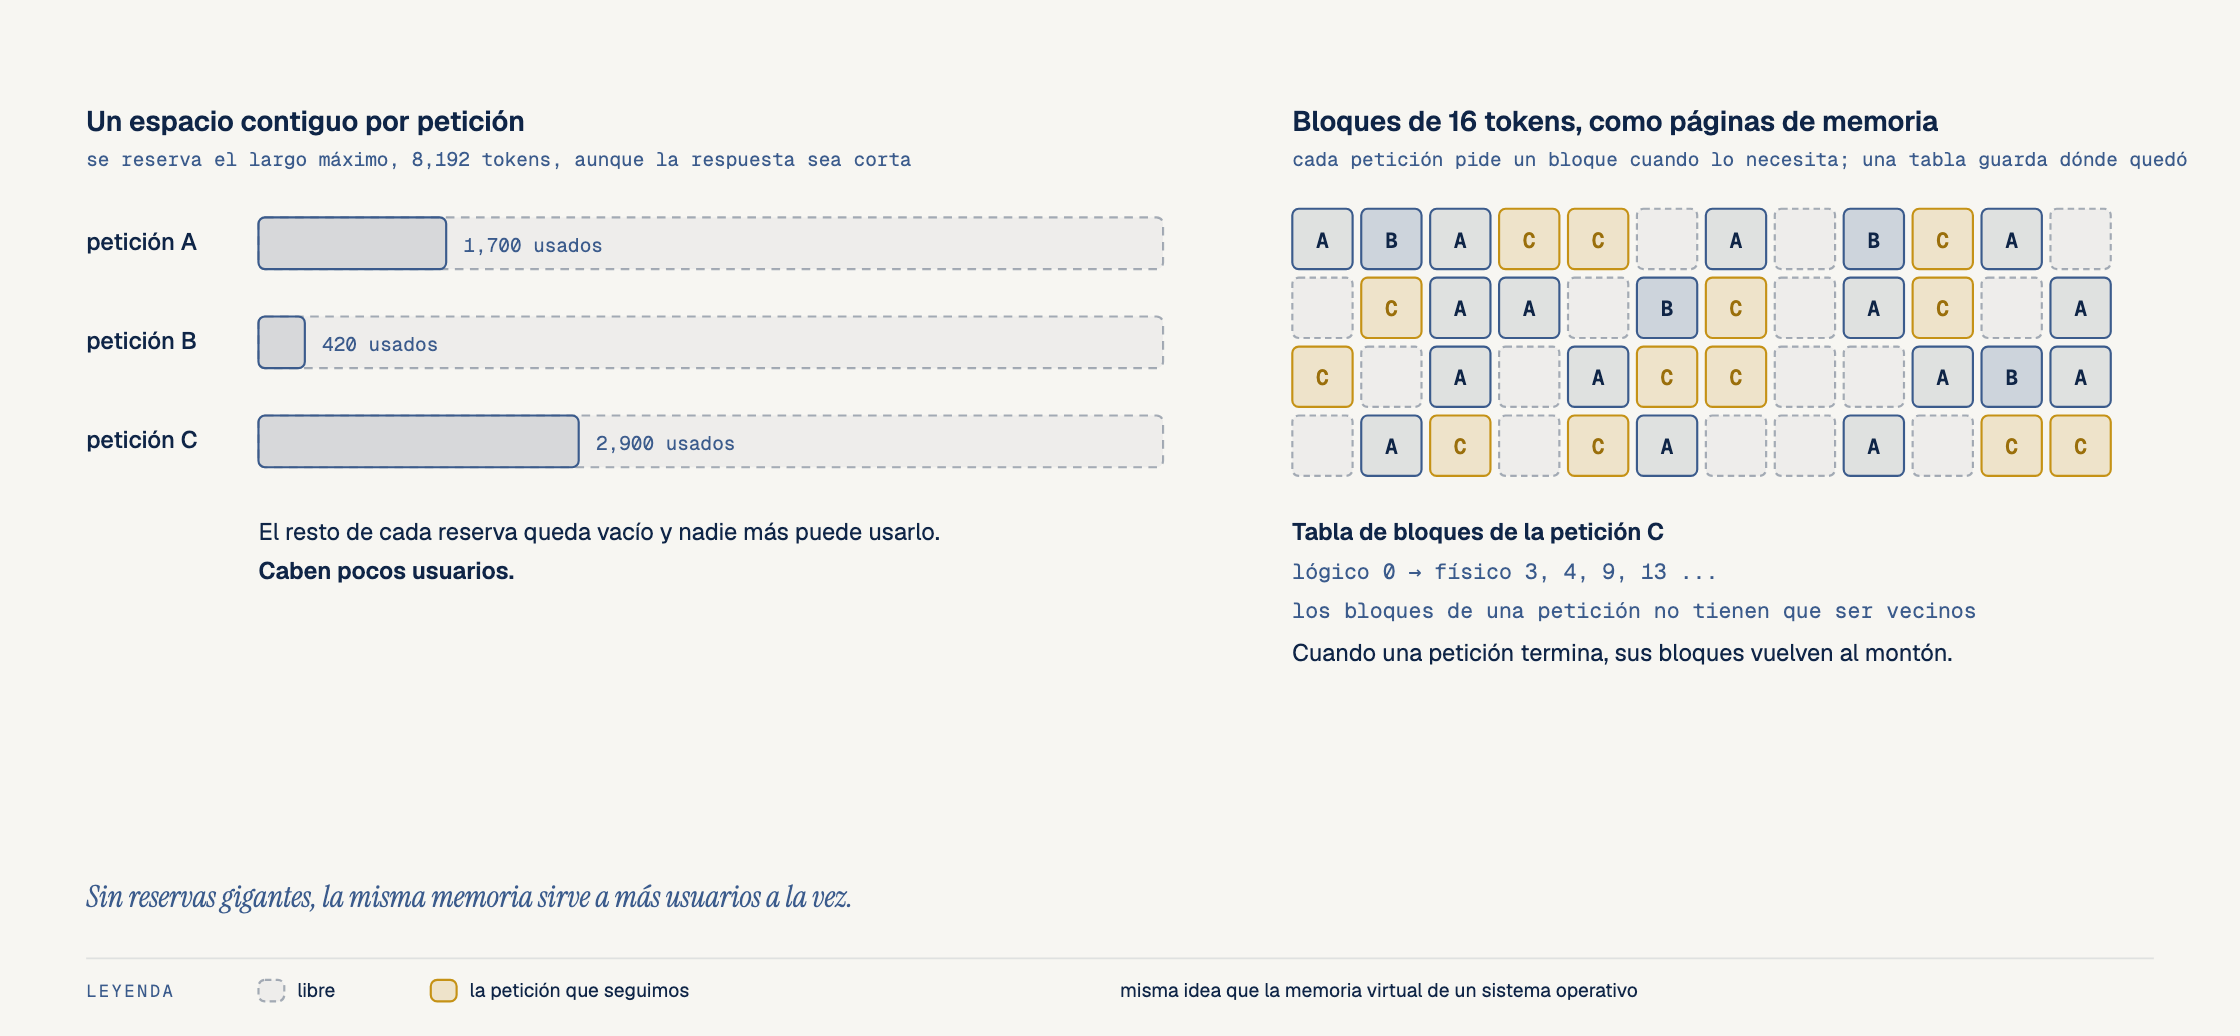 Un espacio contiguo por petición
se reserva el largo máximo, 8,192 tokens, aunque la respuesta sea corta
petición A
1,700 usados
petición B
420 usados
petición C
2,900 usados
El resto de cada reserva queda vacío y nadie más puede usarlo.
Caben pocos usuarios.
Bloques de 16 tokens, como páginas de memoria
cada petición pide un bloque cuando lo necesita; una tabla guarda dónde quedó
A B A C C A B C A
C A A B C A C A
C A A C C A B A
A C C A A C C
Tabla de bloques de la petición C
lógico 0 → físico 3, 4, 9, 13 ...
los bloques de una petición no tienen que ser vecinos
Cuando una petición termina, sus bloques vuelven al montón.
Sin reservas gigantes, la misma memoria sirve a más usuarios a la vez.
LEYENDA libre la petición que seguimos misma idea que la memoria virtual de un sistema operativo